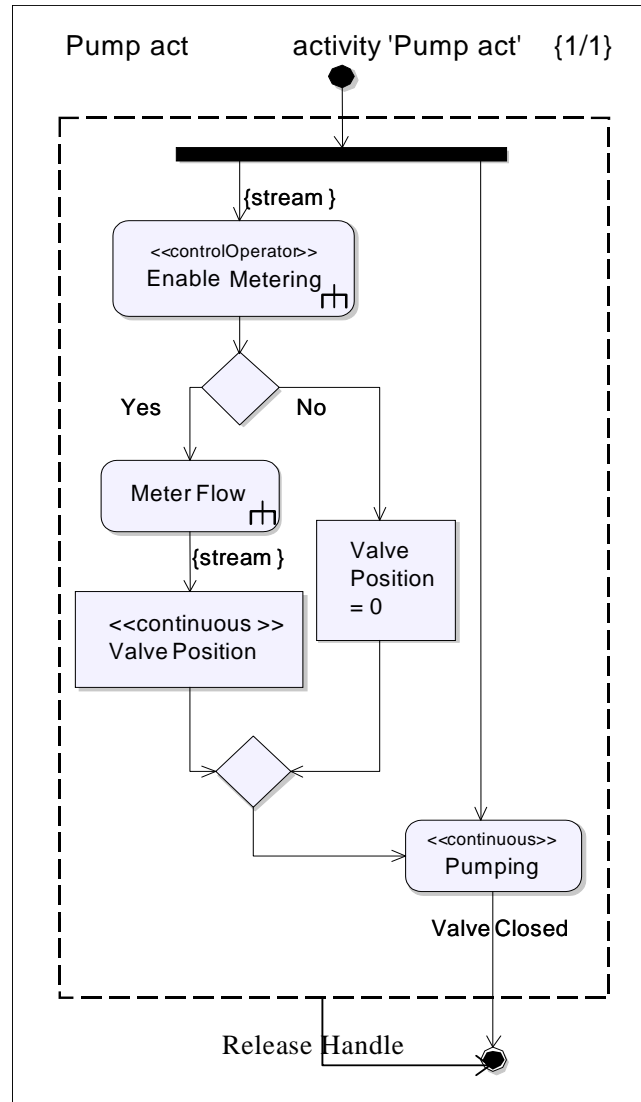 Pump act activity 'Pump act' {1/1}
{stream }
<<controlOperator>>
Enable Metering
Yes No
Meter Flow
{stream }
<<continuous >>
Valve Position
Valve
Position
= 0
<<continuous>>
Pumping
Valve Closed
Release Handle